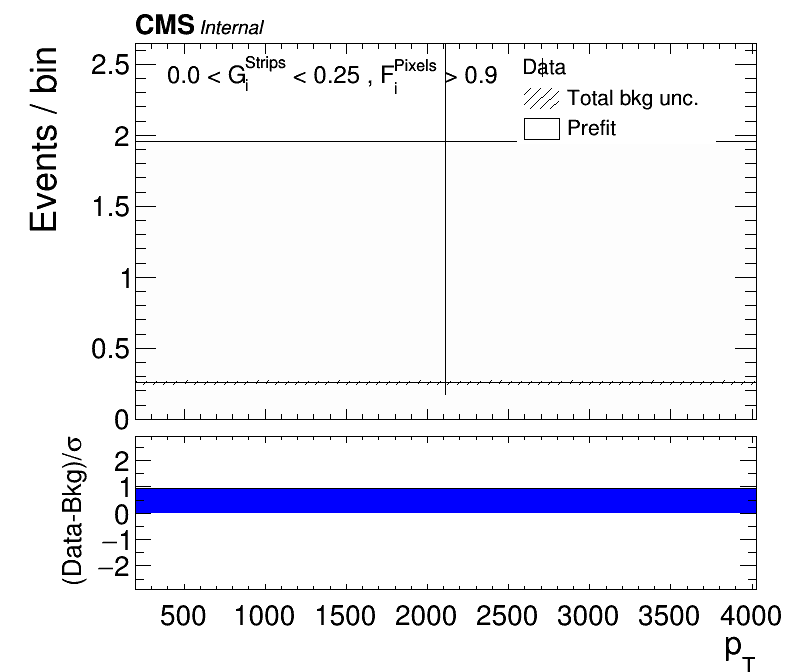 CMS Internal
Events / bin
0.0 < G_i^Strips < 0.25 , F_i^Pixels > 0.9
Data
Total bkg unc.
Prefit
2.5
2
1.5
1
0.5
0
(Data-Bkg)/σ
2
1
0
−1
−2
500 1000 1500 2000 2500 3000 3500 4000
p_T